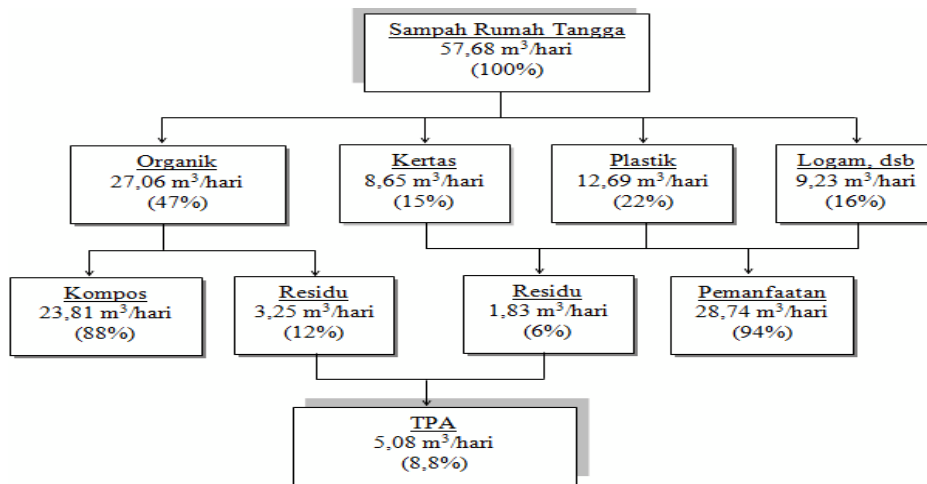 Sampah Rumah Tangga
57,68 m³/hari
(100%)
Organik
27,06 m³/hari
(47%)
Kertas
8,65 m³/hari
(15%)
Plastik
12,69 m³/hari
(22%)
Logam, dsb
9,23 m³/hari
(16%)
Kompos
23,81 m³/hari
(88%)
Residu
3,25 m³/hari
(12%)
Residu
1,83 m³/hari
(6%)
Pemanfaatan
28,74 m³/hari
(94%)
TPA
5,08 m³/hari
(8,8%)